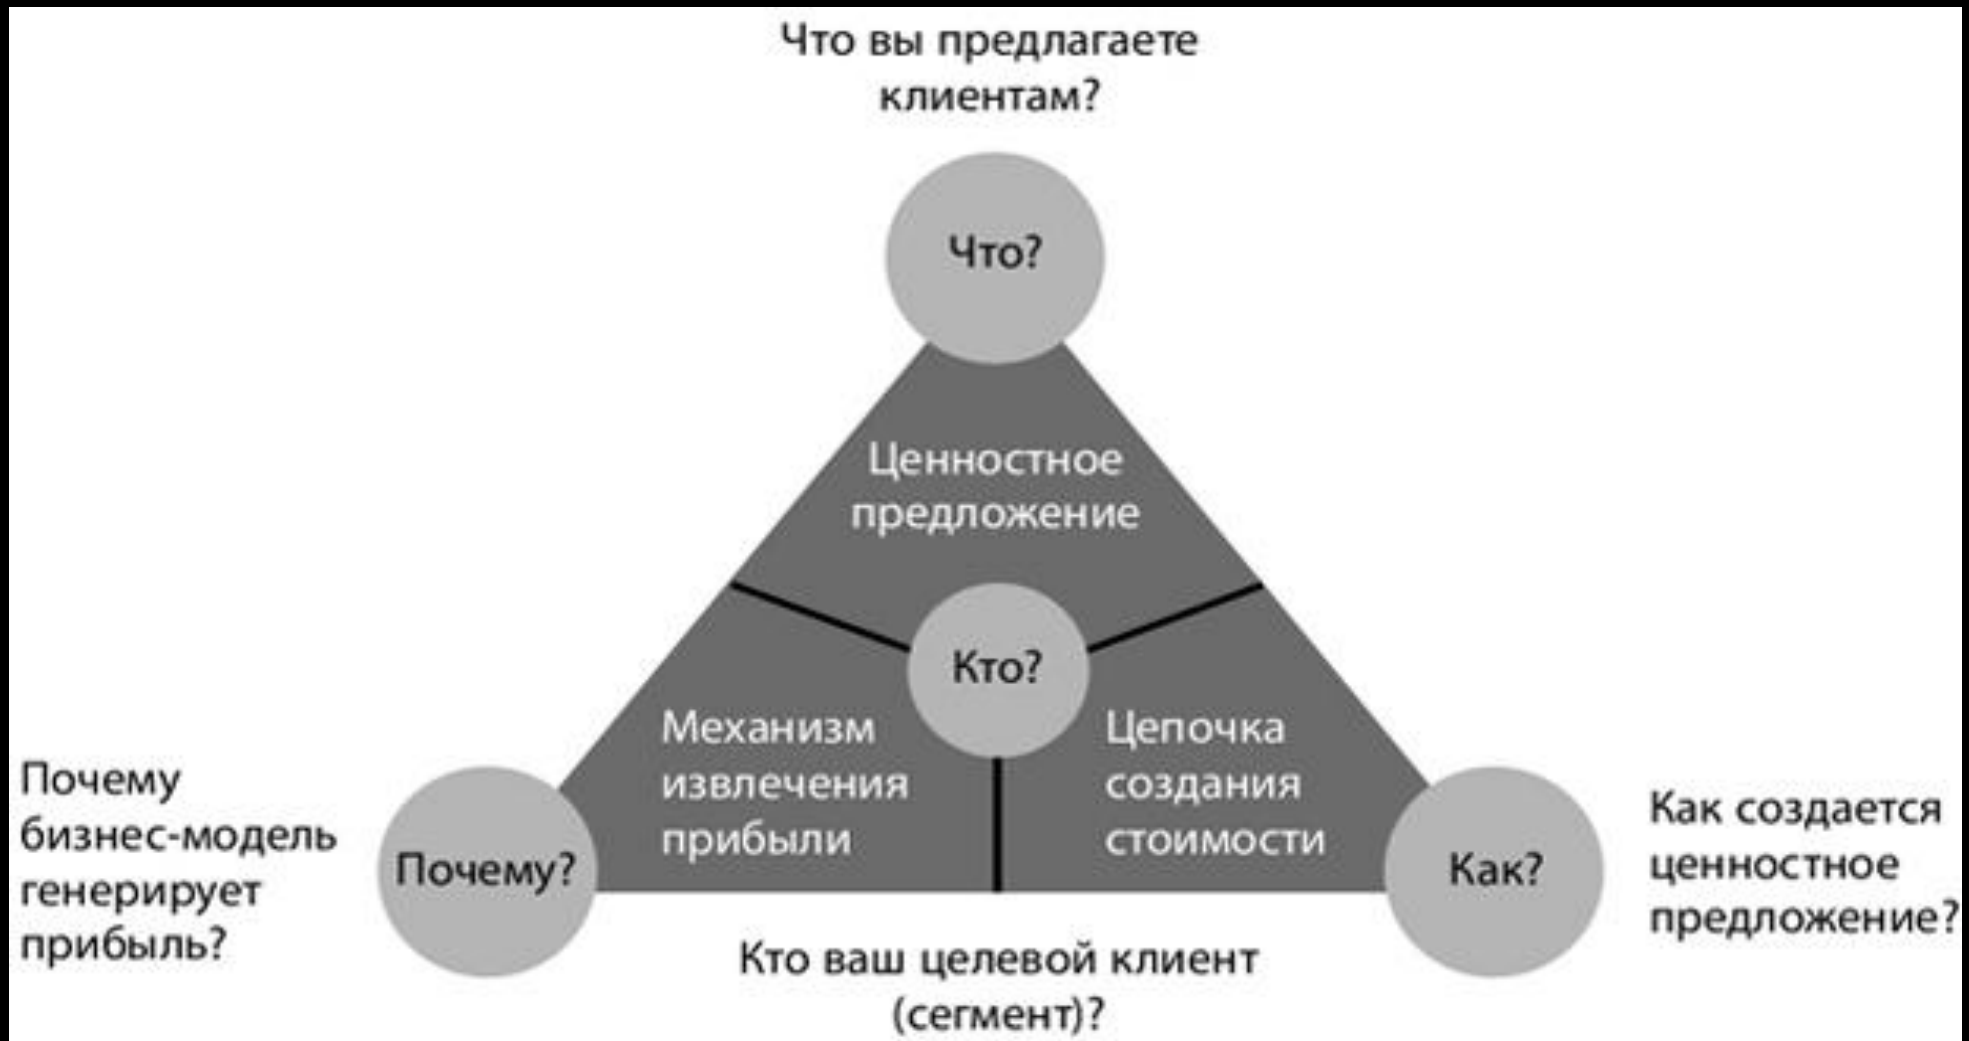 Что вы предлагаете
клиентам?
Что?
Ценностное
предложение
Кто?
Механизм
извлечения
прибыли
Цепочка
создания
стоимости
Почему
бизнес-модель
генерирует
прибыль?
Почему?
Как?
Как создается
ценностное
предложение?
Кто ваш целевой клиент
(сегмент)?